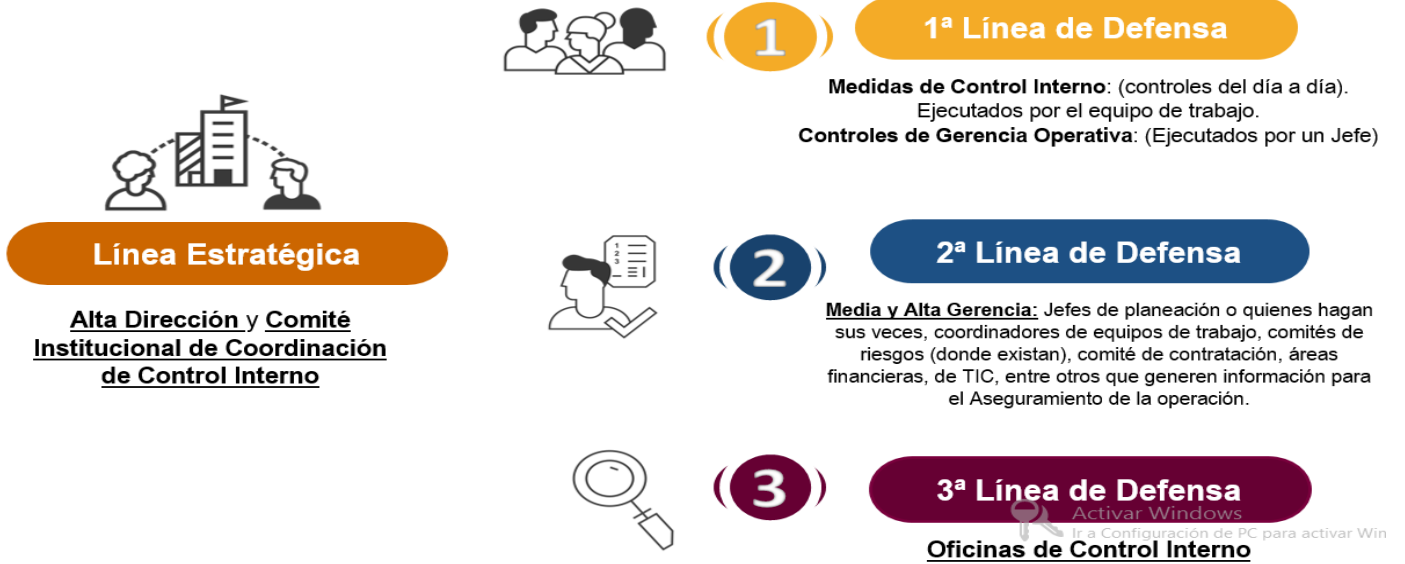 Línea Estratégica
Alta Dirección y Comité
Institucional de Coordinación
de Control Interno
1
1ª Línea de Defensa
Medidas de Control Interno: (controles del día a día).
Ejecutados por el equipo de trabajo.
Controles de Gerencia Operativa: (Ejecutados por un Jefe)
1
2
3
2
2ª Línea de Defensa
Media y Alta Gerencia: Jefes de planeación o quienes hagan
sus veces, coordinadores de equipos de trabajo, comités de
riesgos (donde existan), comité de contratación, áreas
financieras, de TIC, entre otros que generen información para
el Aseguramiento de la operación.
3
3ª Línea de Defensa
Activar Windows
Ir a Configuración de PC para activar Win
Oficinas de Control Interno